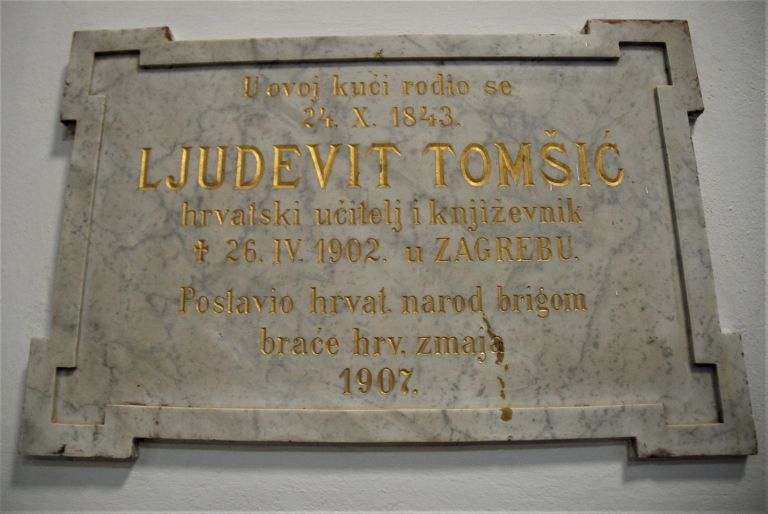 U ovoj kući rodio se
24. X. 1843.
LJUDEVIT TOMŠIĆ
hrvatski učitelj i književnik
✝ 26. IV. 1902. u ZAGREBU.
Postavio hrvat. narod brigom
braće hrv. zmaja
1907.